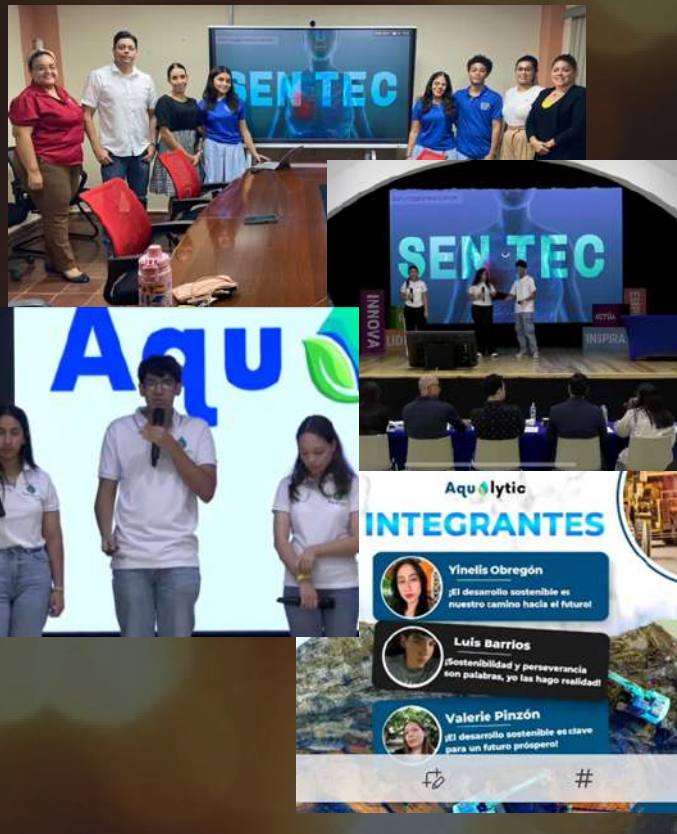 SEN TEC
SEN TEC
INNOVA
LID
ACTÚA
INSPIRA
Aqu
Aqualytic
INTEGRANTES
Yinelis Obregón
¡El desarrollo sostenible es
nuestro camino hacia el futuro!
Luis Barrios
¡Sostenibilidad y perseverancia
son palabras, yo las hago realidad!
Valerie Pinzón
¡El desarrollo sostenible es clave
para un futuro próspero!
#